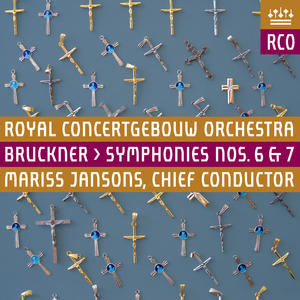 RCO
ROYAL CONCERTGEBOUW ORCHESTRA
BRUCKNER > SYMPHONIES NOS. 6 & 7
MARISS JANSONS, CHIEF CONDUCTOR